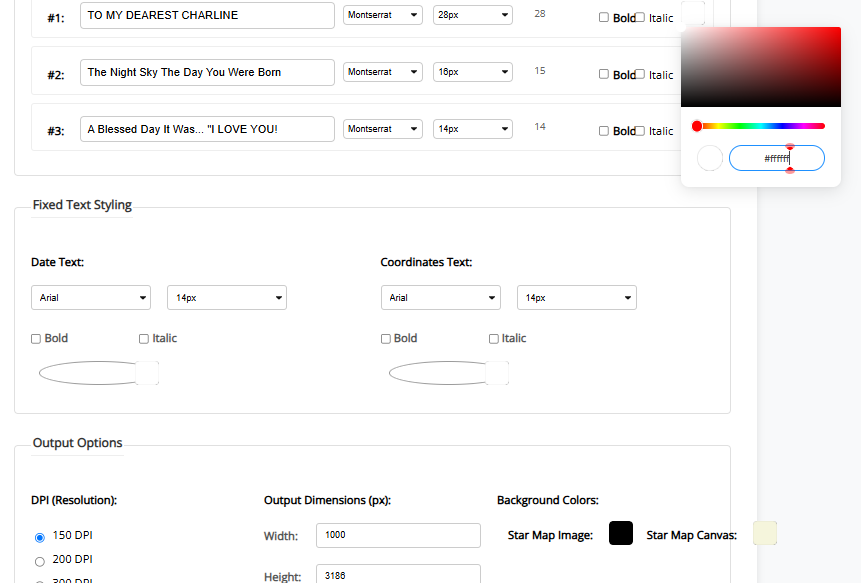 #1: TO MY DEAREST CHARLINE Montserrat 28px 28 Bold Italic
#2: The Night Sky The Day You Were Born Montserrat 16px 15 Bold Italic
#3: A Blessed Day It Was... "I LOVE YOU! Montserrat 14px 14 Bold Italic
#ffffff
Fixed Text Styling
Date Text: Coordinates Text:
Arial 14px Arial 14px
Bold Italic Bold Italic
Output Options
DPI (Resolution): Output Dimensions (px): Background Colors:
150 DPI Width: 1000 Star Map Image: Star Map Canvas:
200 DPI
300 DPI Height: 3186